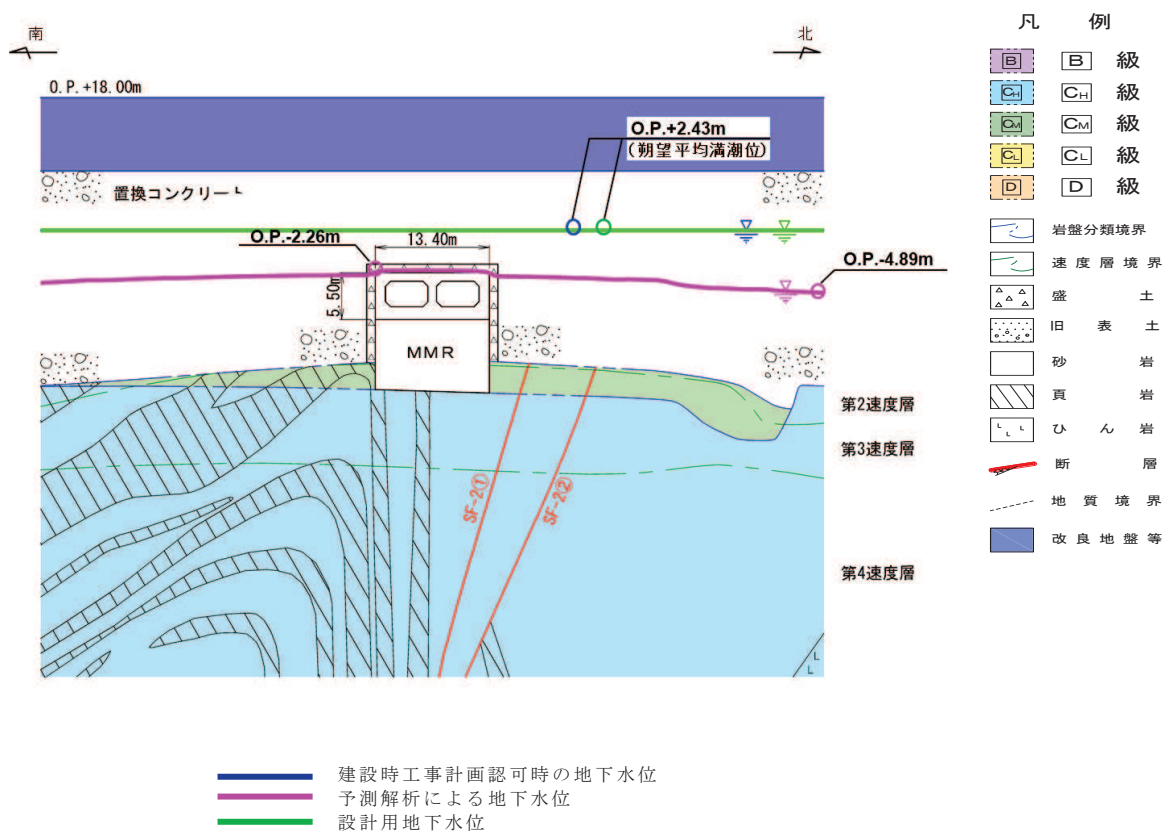 南
北
O.P.+18.00m
O.P.+2.43m
(朔望平均満潮位)
置換コンクリート
O.P.-2.26m
13.40m
O.P.-4.89m
5.50m
MMR
第2速度層
第3速度層
SF-2①
SF-2②
第4速度層
L
L
凡 例
B B 級
CH CH 級
CM CM 級
CL CL 級
D D 級
岩盤分類境界
速度層境界
盛 土
旧 表 土
砂 岩
頁 岩
L L L ひ ん 岩
断 層
地 質 境 界
改良地盤等
建設時工事計画認可時の地下水位
予測解析による地下水位
設計用地下水位